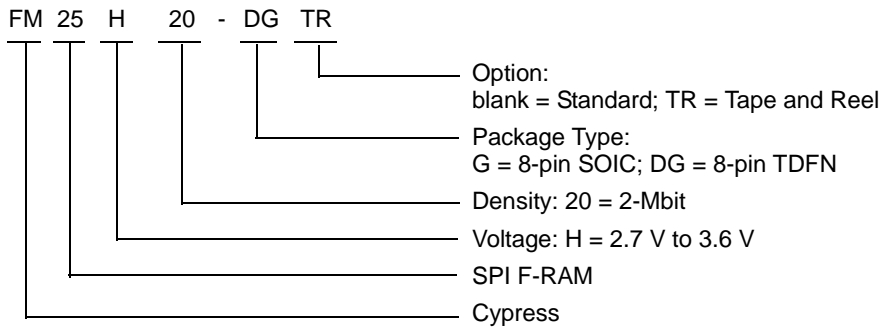 FM 25 H 20 - DG TR
Option:
blank = Standard; TR = Tape and Reel
Package Type:
G = 8-pin SOIC; DG = 8-pin TDFN
Density: 20 = 2-Mbit
Voltage: H = 2.7 V to 3.6 V
SPI F-RAM
Cypress